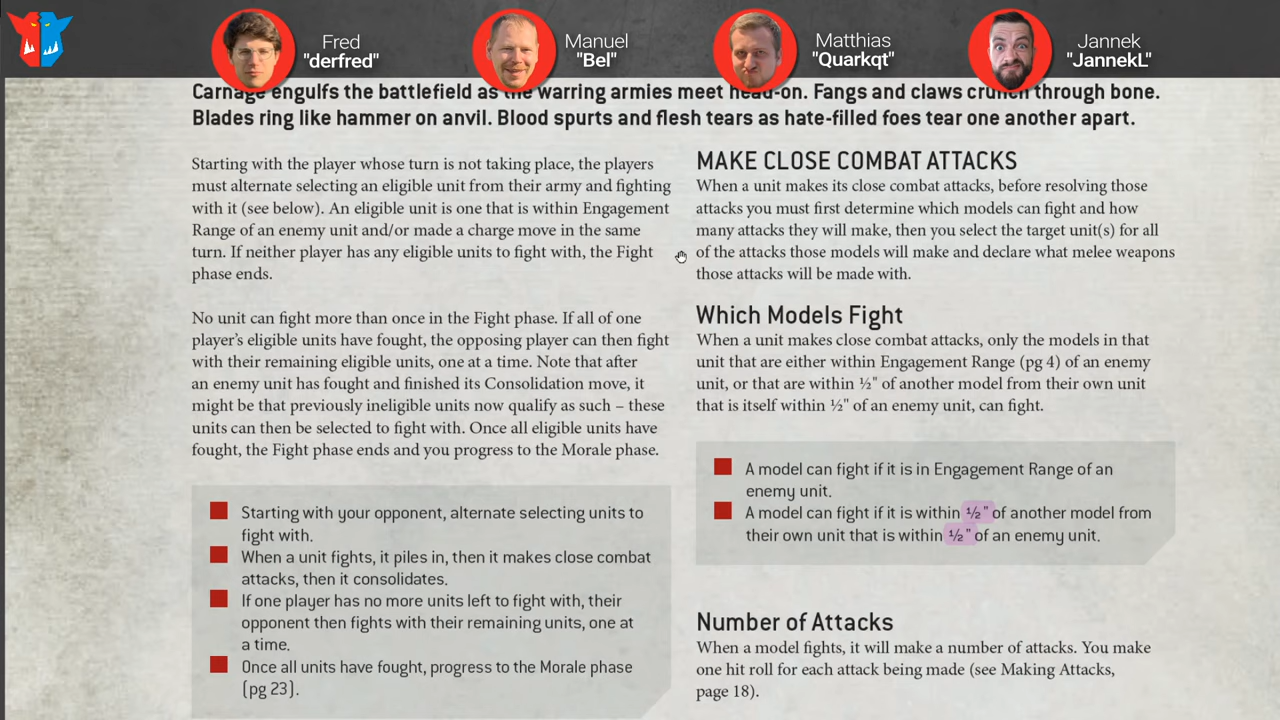 Fred
"derfred"
Manuel
"Bel"
Matthias
"Quarkqt"
Jannek
"JannekL"
Carnage engulfs the battlefield as the warring armies meet head-on. Fangs and claws crunch through bone.
Blades ring like hammer on anvil. Blood spurts and flesh tears as hate-filled foes tear one another apart.
Starting with the player whose turn is not taking place, the players
must alternate selecting an eligible unit from their army and fighting
with it (see below). An eligible unit is one that is within Engagement
Range of an enemy unit and/or made a charge move in the same
turn. If neither player has any eligible units to fight with, the Fight
phase ends.
No unit can fight more than once in the Fight phase. If all of one
player's eligible units have fought, the opposing player can then fight
with their remaining eligible units, one at a time. Note that after
an enemy unit has fought and finished its Consolidation move, it
might be that previously ineligible units now qualify as such – these
units can then be selected to fight with. Once all eligible units have
fought, the Fight phase ends and you progress to the Morale phase.
Starting with your opponent, alternate selecting units to
fight with.
When a unit fights, it piles in, then it makes close combat
attacks, then it consolidates.
If one player has no more units left to fight with, their
opponent then fights with their remaining units, one at
a time.
Once all units have fought, progress to the Morale phase
(pg 23).
MAKE CLOSE COMBAT ATTACKS
When a unit makes its close combat attacks, before resolving those
attacks you must first determine which models can fight and how
many attacks they will make, then you select the target unit(s) for all
of the attacks those models will make and declare what melee weapons
those attacks will be made with.
Which Models Fight
When a unit makes close combat attacks, only the models in that
unit that are either within Engagement Range (pg 4) of an enemy
unit, or that are within ½" of another model from their own unit
that is itself within ½" of an enemy unit, can fight.
A model can fight if it is in Engagement Range of an
enemy unit.
A model can fight if it is within ½" of another model from
their own unit that is within ½" of an enemy unit.
Number of Attacks
When a model fights, it will make a number of attacks. You make
one hit roll for each attack being made (see Making Attacks,
page 18).